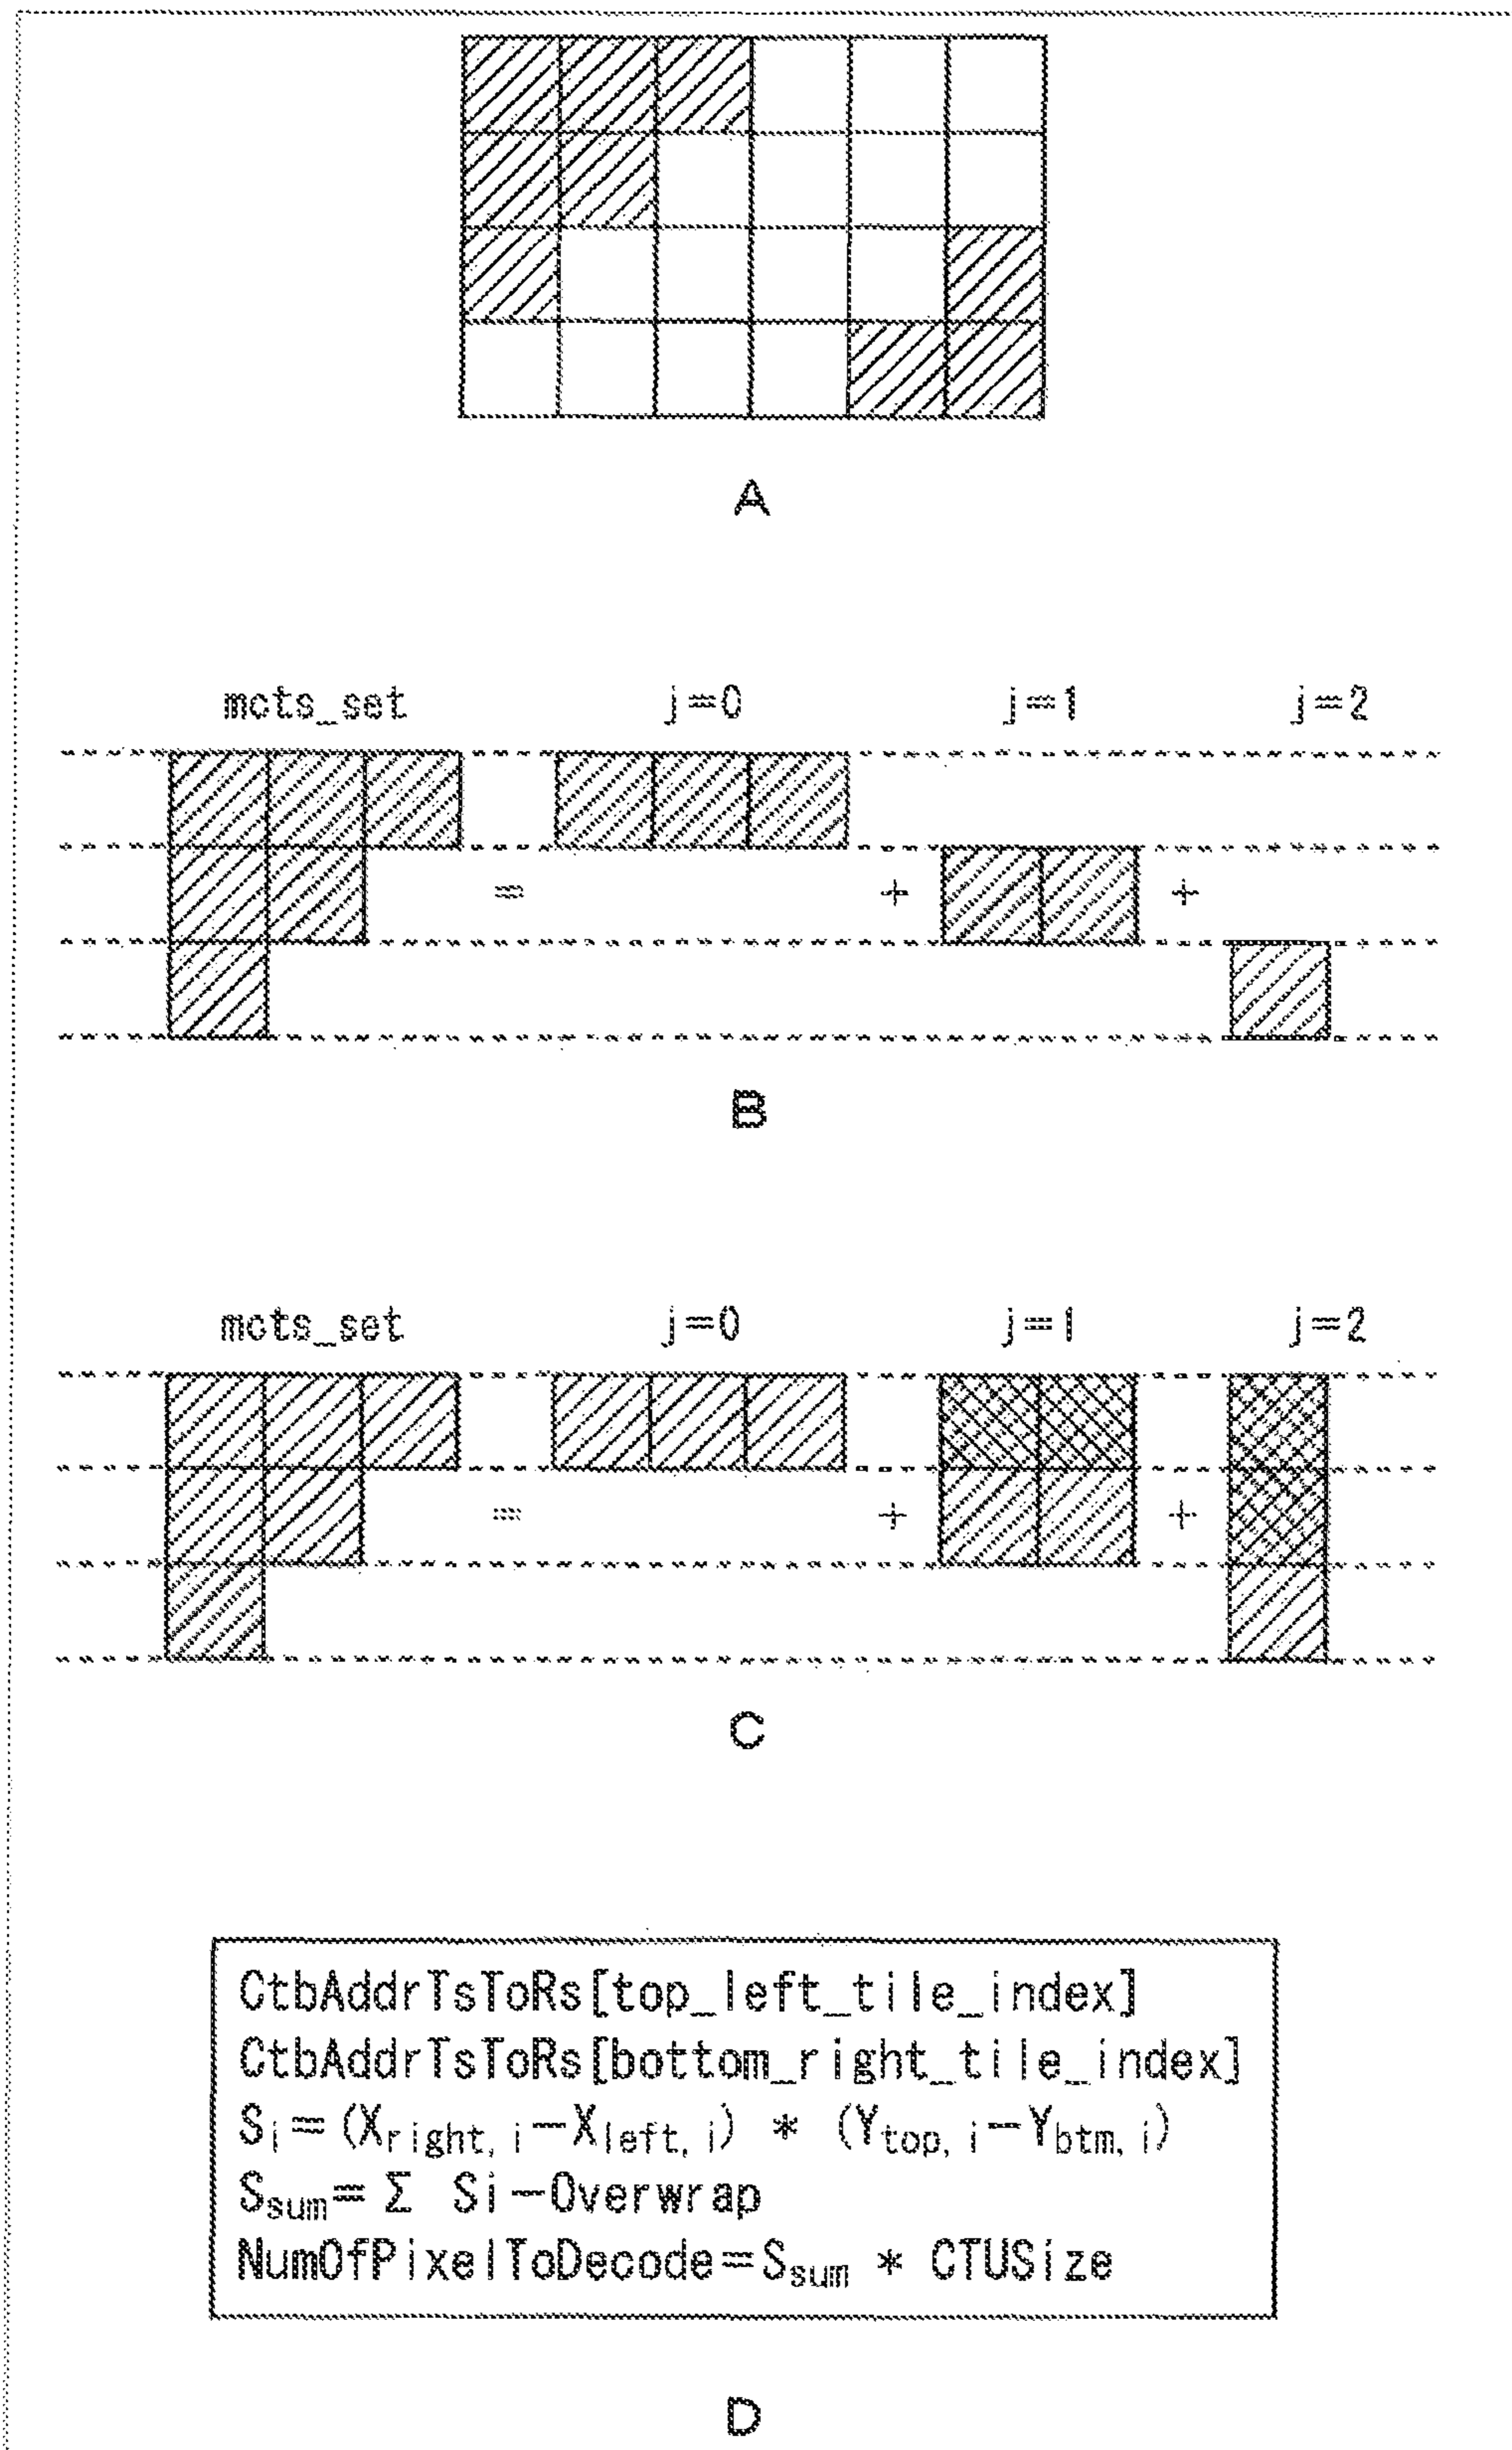 A
mcts_set j=0 j=1 j=2
= + +
B
mcts_set j=0 j=1 j=2
= + +
C
CtbAddrTsToRs[top_left_tile_index]
CtbAddrTsToRs[bottom_right_tile_index]
Si=(Xright, i-Xleft, i) * (Ytop, i-Ybtm, i)
Ssum=Σ Si-Overwrap
NumOfPixelToDecode=Ssum * CTUSize
D